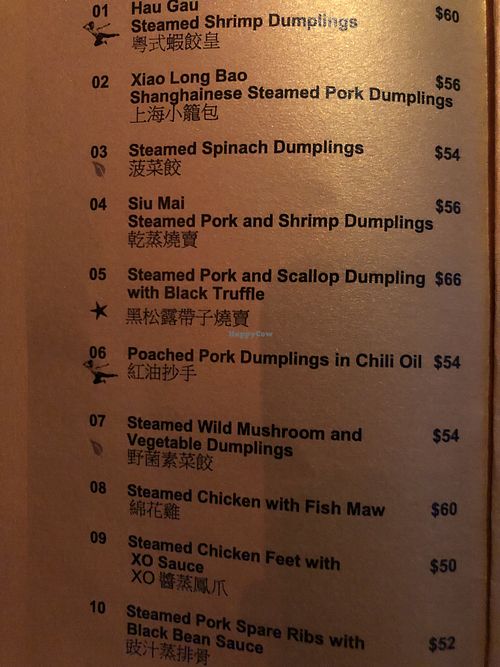 01 Hau Gau $60
Steamed Shrimp Dumplings
粵式蝦餃皇
02 Xiao Long Bao $56
Shanghainese Steamed Pork Dumplings
上海小籠包
03 Steamed Spinach Dumplings $54
菠菜餃
04 Siu Mai $56
Steamed Pork and Shrimp Dumplings
乾蒸燒賣
05 Steamed Pork and Scallop Dumpling $66
with Black Truffle
黑松露帶子燒賣
HappyCow
06 Poached Pork Dumplings in Chili Oil $54
紅油抄手
07 Steamed Wild Mushroom and $54
Vegetable Dumplings
野菌素菜餃
08 Steamed Chicken with Fish Maw $60
綿花雞
09 Steamed Chicken Feet with $50
XO Sauce
XO 醬蒸鳳爪
10 Steamed Pork Spare Ribs with $52
Black Bean Sauce
豉汁蒸排骨